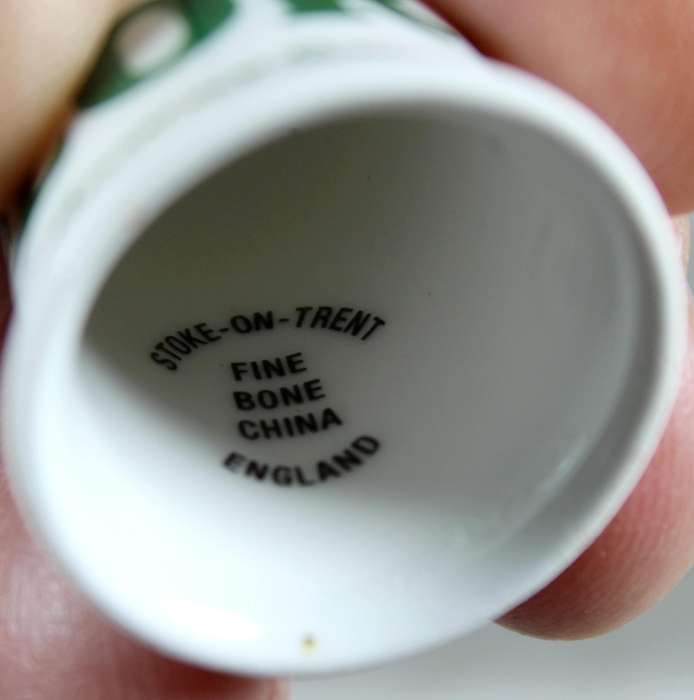 STOKE-ON-TRENT
FINE
BONE
CHINA
ENGLAND